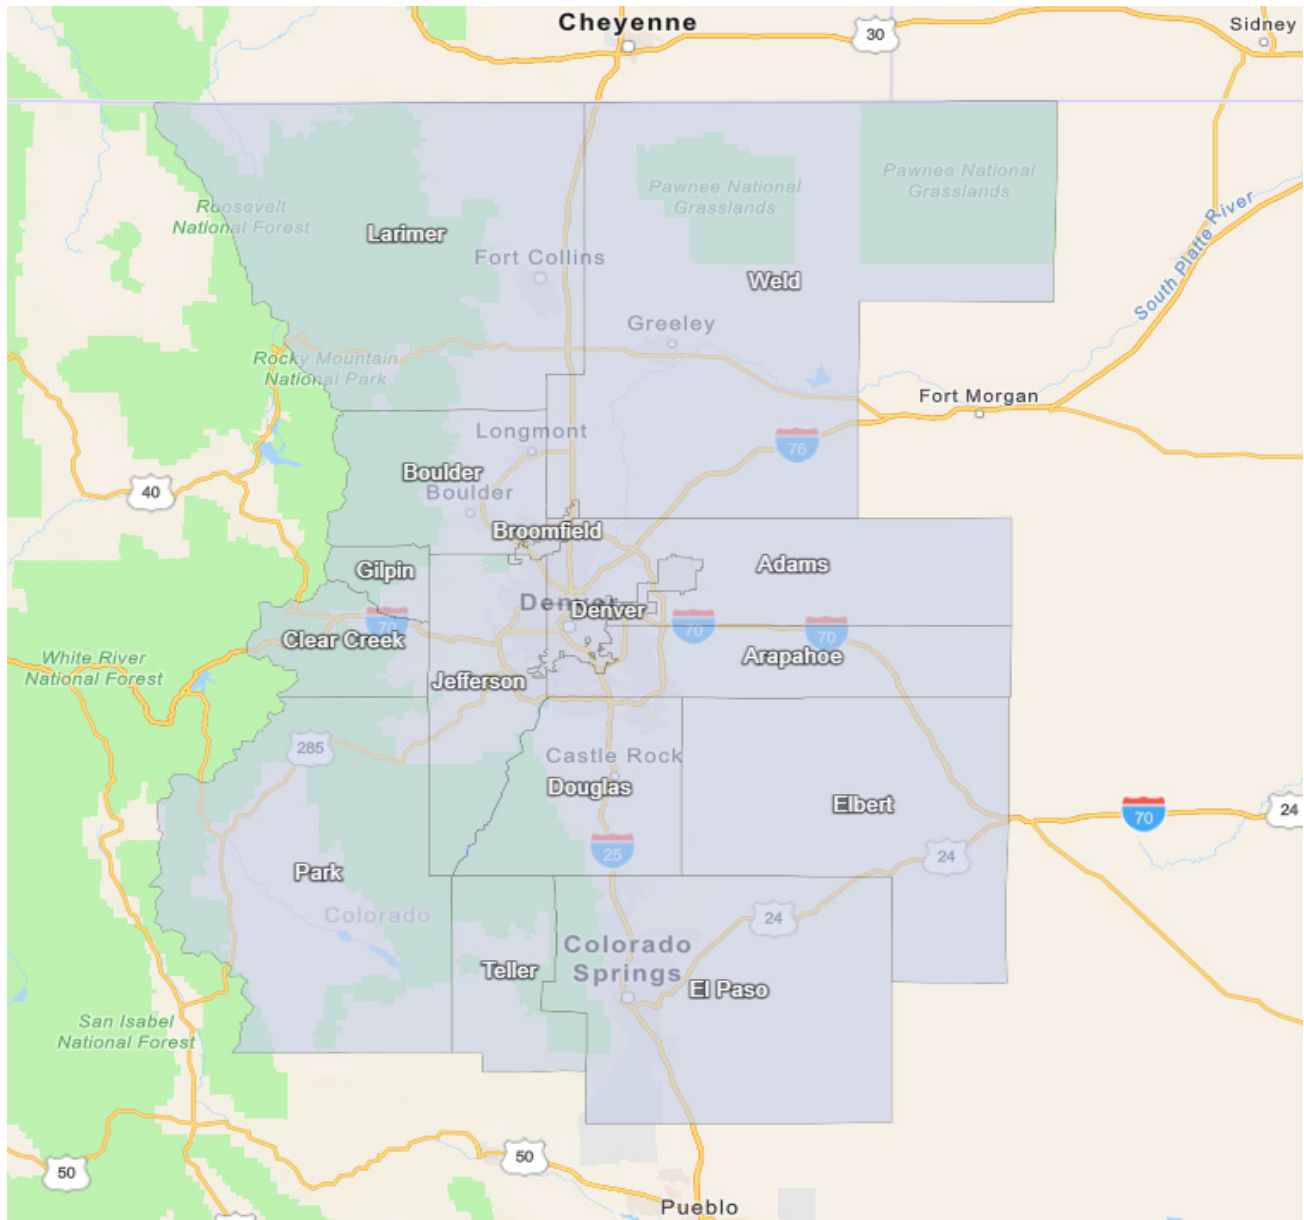 Cheyenne
30
Sidney
Roosevelt
National Forest
Larimer
Fort Collins
Pawnee National
Grasslands
Pawnee National
Grasslands
Weld
South Platte River
Greeley
Rocky Mountain
National Park
Fort Morgan
Longmont
76
40
Boulder
Boulder
Broomfield
Gilpin
Adams
Denver
Denver
70
70
70
Clear Creek
Arapahoe
White River
National Forest
Jefferson
285
Castle Rock
Douglas
Elbert
70
24
25
24
Park
Colorado
24
Colorado
Springs
Teller
El Paso
San Isabel
National Forest
50
50
Pueblo